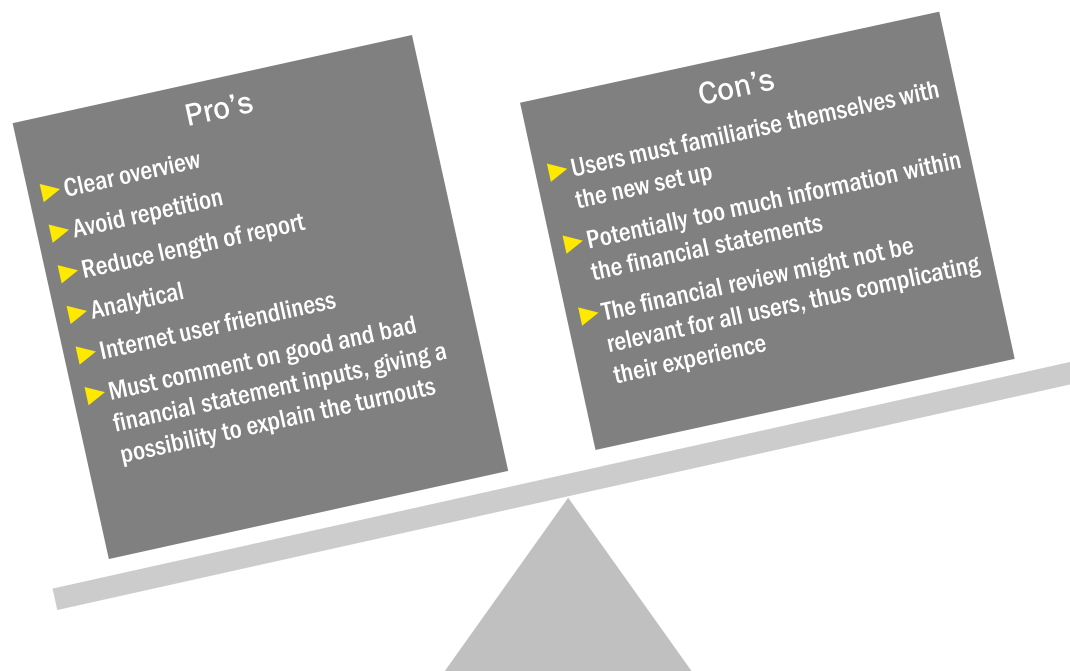 Pro’s
Clear overview
Avoid repetition
Reduce length of report
Analytical
Internet user friendliness
Must comment on good and bad
financial statement inputs, giving a
possibility to explain the turnouts
Con’s
Users must familiarise themselves with
the new set up
Potentially too much information within
the financial statements
The financial review might not be
relevant for all users, thus complicating
their experience